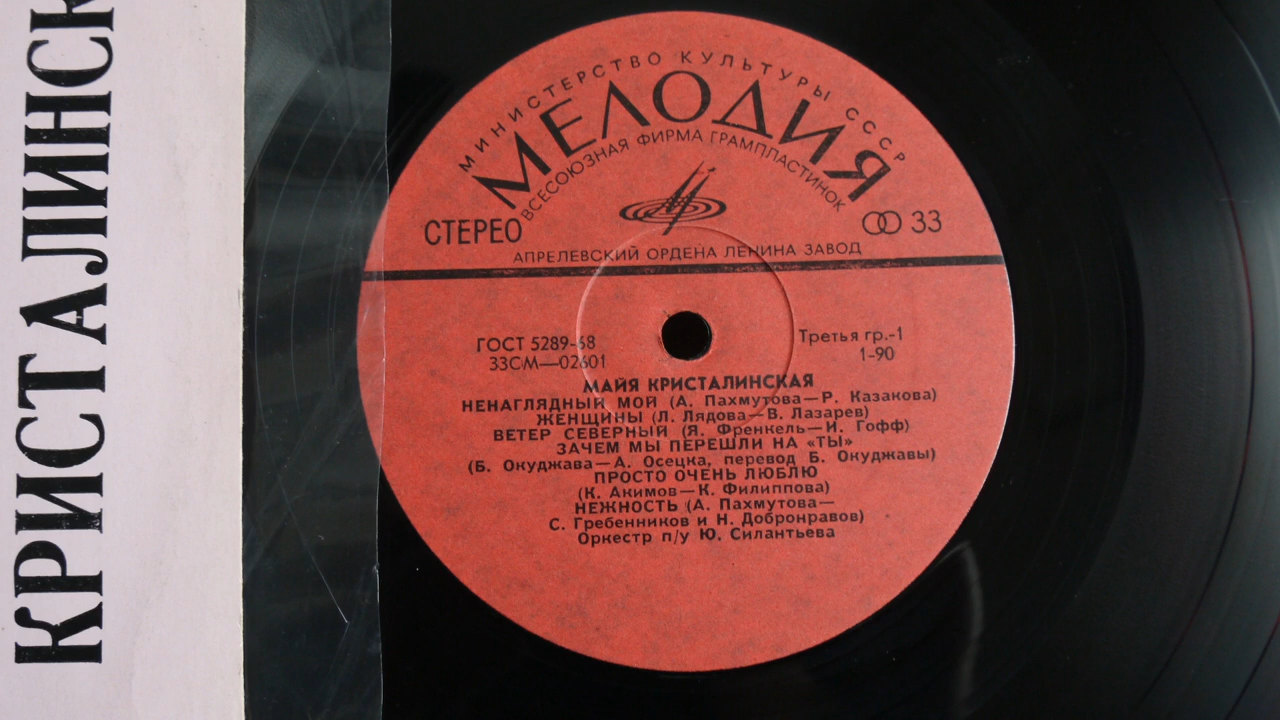 КРИСТАЛИНСК
МИНИСТЕРСТВО КУЛЬТУРЫ СССР
МЕЛОДИЯ
ВСЕСОЮЗНАЯ ФИРМА ГРАМПЛАСТИНОК
СТЕРЕО
33
АПРЕЛЕВСКИЙ ОРДЕНА ЛЕНИНА ЗАВОД
ГОСТ 5289-68
Третья гр.-1
33СМ—02601
1-90
МАЙЯ КРИСТАЛИНСКАЯ
НЕНАГЛЯДНЫЙ МОЙ (А. Пахмутова—Р. Казакова)
ЖЕНЩИНЫ (Л. Лядова—В. Лазарев)
ВЕТЕР СЕВЕРНЫЙ (Я. Френкель—И. Гофф)
ЗАЧЕМ МЫ ПЕРЕШЛИ НА «ТЫ»
(Б. Окуджава—А. Осецка, перевод Б. Окуджавы)
ПРОСТО ОЧЕНЬ ЛЮБЛЮ
(К. Акимов—К. Филиппова)
НЕЖНОСТЬ (А. Пахмутова—
С. Гребенников и Н. Добронравов)
Оркестр п/у Ю. Силантьева